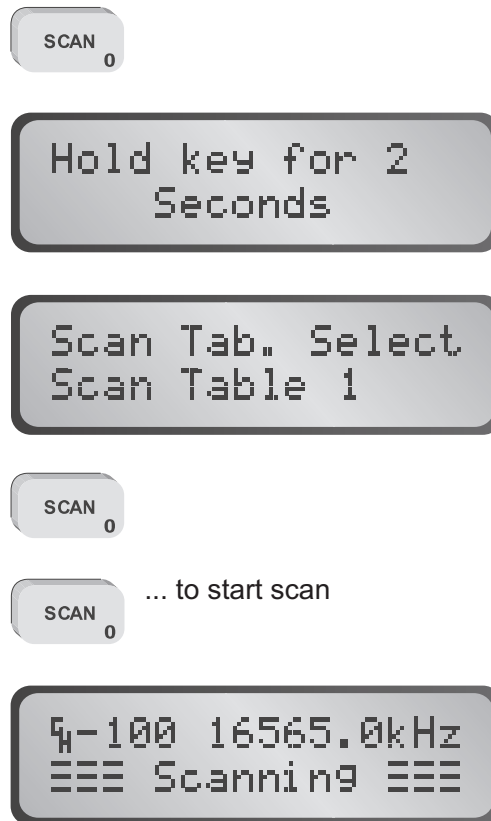 SCAN
0
Hold key for 2
Seconds
Scan Tab. Select
Scan Table 1
SCAN
0
SCAN
0
... to start scan
CH-100 16565.0kHz
Scanning